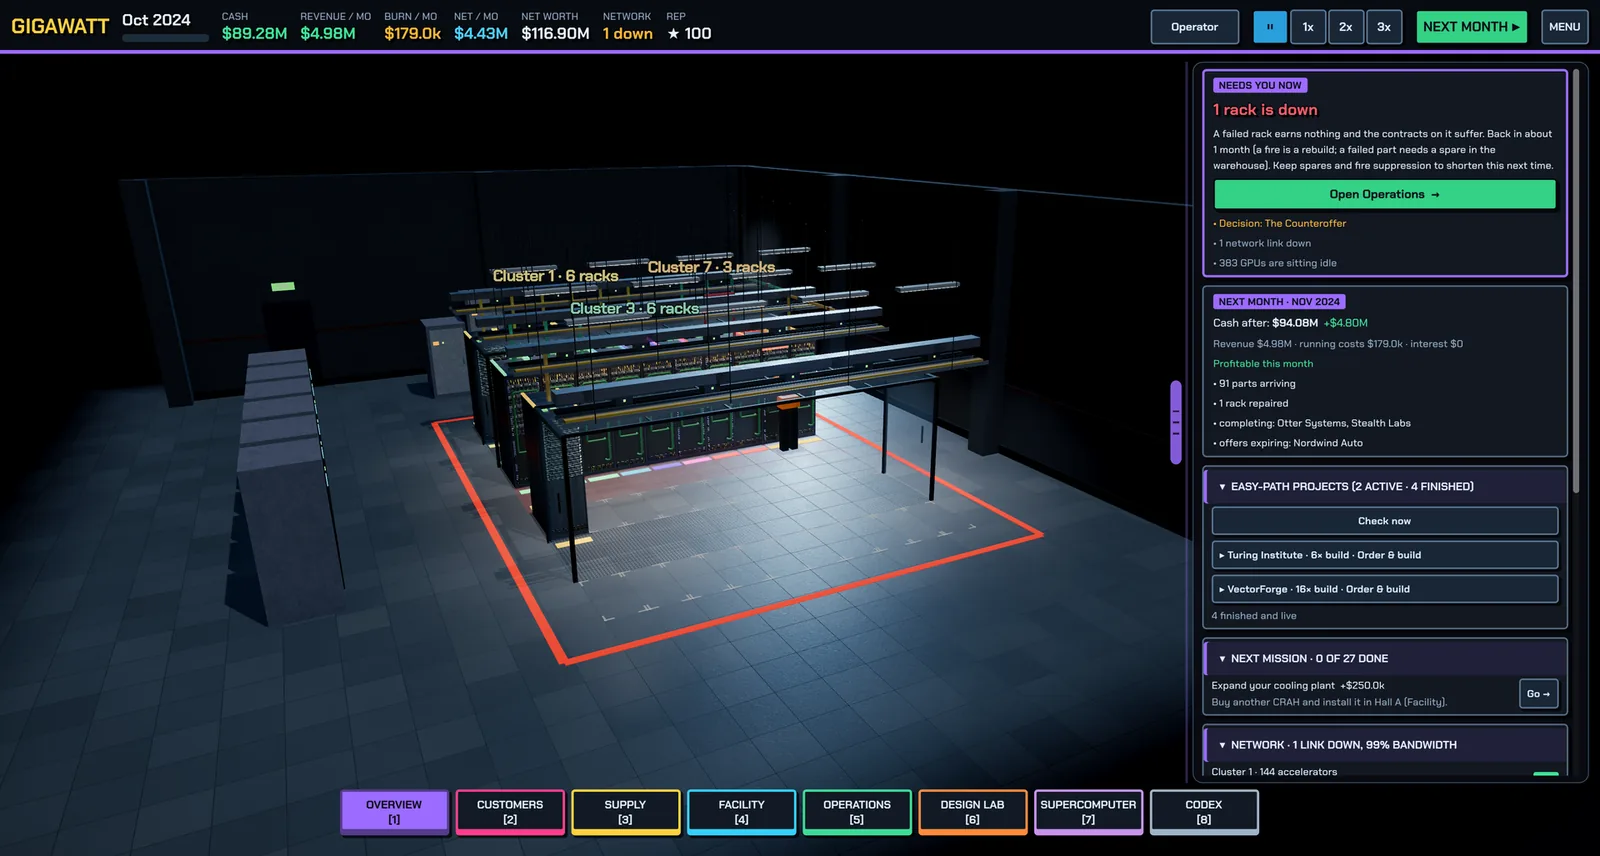 GIGAWATT
Oct 2024
CASH
$89.28M
REVENUE / MO
$4.98M
BURN / MO
$179.0k
NET / MO
$4.43M
NET WORTH
$116.90M
NETWORK
1 down
REP
★ 100
Operator
1x
2x
3x
NEXT MONTH ▸
MENU
NEEDS YOU NOW
1 rack is down
A failed rack earns nothing and the contracts on it suffer. Back in about
1 month (a fire is a rebuild; a failed part needs a spare in the
warehouse). Keep spares and fire suppression to shorten this next time.
Open Operations →
• Decision: The Counteroffer
• 1 network link down
• 383 GPUs are sitting idle
NEXT MONTH · NOV 2024
Cash after: $94.08M +$4.80M
Revenue $4.98M · running costs $179.0k · interest $0
Profitable this month
• 91 parts arriving
• 1 rack repaired
• completing: Otter Systems, Stealth Labs
• offers expiring: Nordwind Auto
▾ EASY-PATH PROJECTS (2 ACTIVE · 4 FINISHED)
Check now
▸ Turing Institute · 6× build · Order & build
▸ VectorForge · 16× build · Order & build
4 finished and live
▾ NEXT MISSION · 0 OF 27 DONE
Expand your cooling plant +$250.0k
Buy another CRAH and install it in Hall A (Facility).
Go →
▾ NETWORK · 1 LINK DOWN, 99% BANDWIDTH
Cluster 1 · 144 accelerators
Cluster 1 · 6 racks
Cluster 7 · 3 racks
Cluster 3 · 6 racks
OVERVIEW
[1]
CUSTOMERS
[2]
SUPPLY
[3]
FACILITY
[4]
OPERATIONS
[5]
DESIGN LAB
[6]
SUPERCOMPUTER
[7]
CODEX
[8]